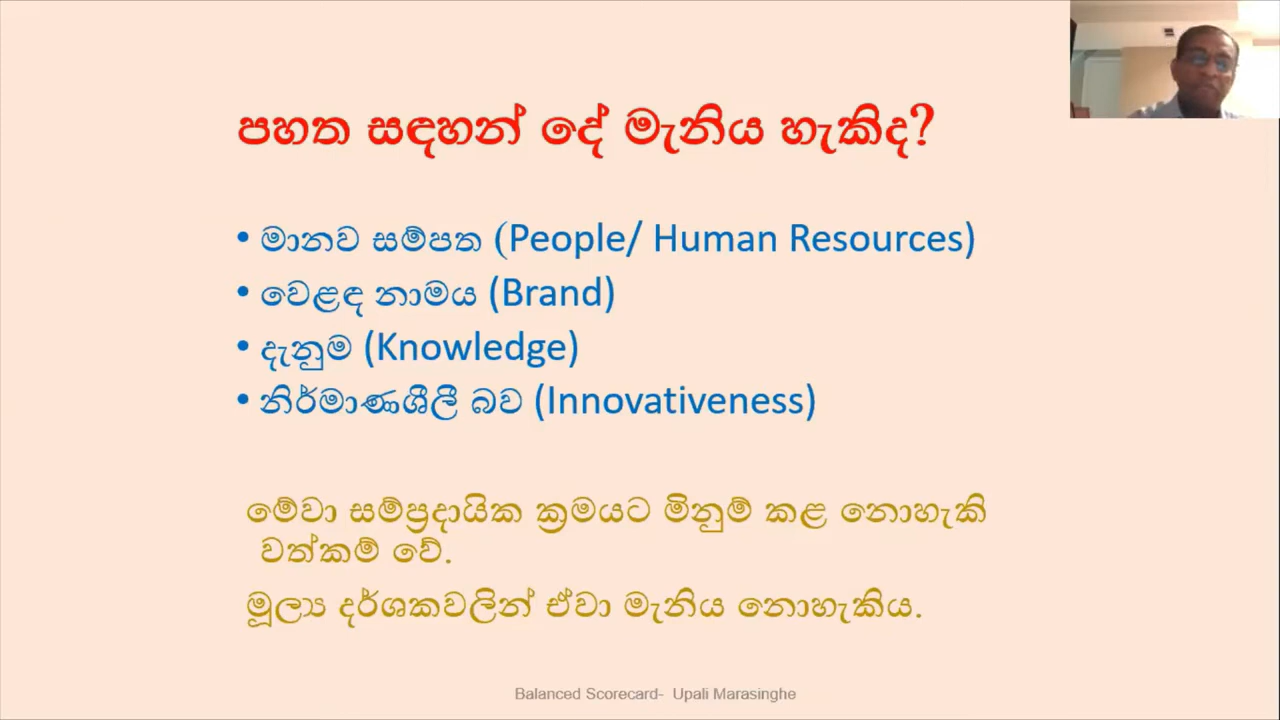 පහත සඳහන් දේ මැනිය හැකිද?
• මානව සම්පත (People/ Human Resources)
• වෙළඳ නාමය (Brand)
• දැනුම (Knowledge)
• නිර්මාණශීලී බව (Innovativeness)
මේවා සම්ප්‍රදායික ක්‍රමයට මිනුම් කළ නොහැකි
වත්කම් වේ.
මූල්‍ය දර්ශකවලින් ඒවා මැනිය නොහැකිය.
Balanced Scorecard- Upali Marasinghe